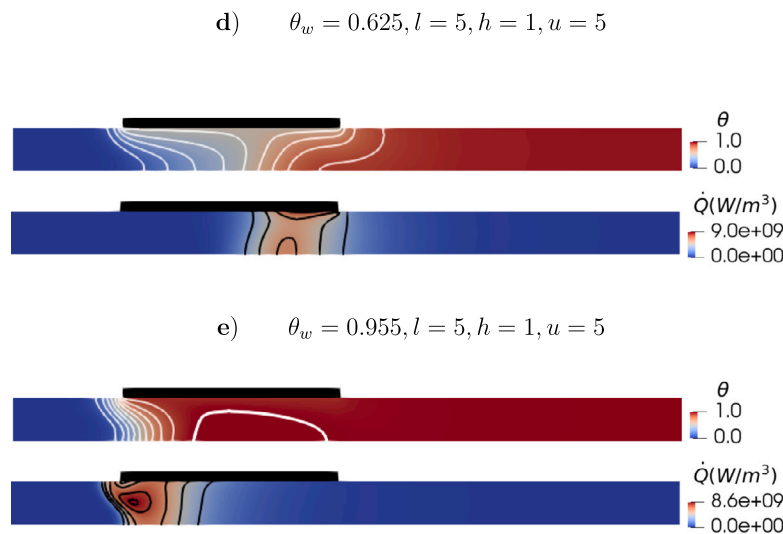 d) θ_w = 0.625, l = 5, h = 1, u = 5
θ
1.0
0.0
Q̇(W/m³)
9.0e+09
0.0e+00
e) θ_w = 0.955, l = 5, h = 1, u = 5
θ
1.0
0.0
Q̇(W/m³)
8.6e+09
0.0e+00